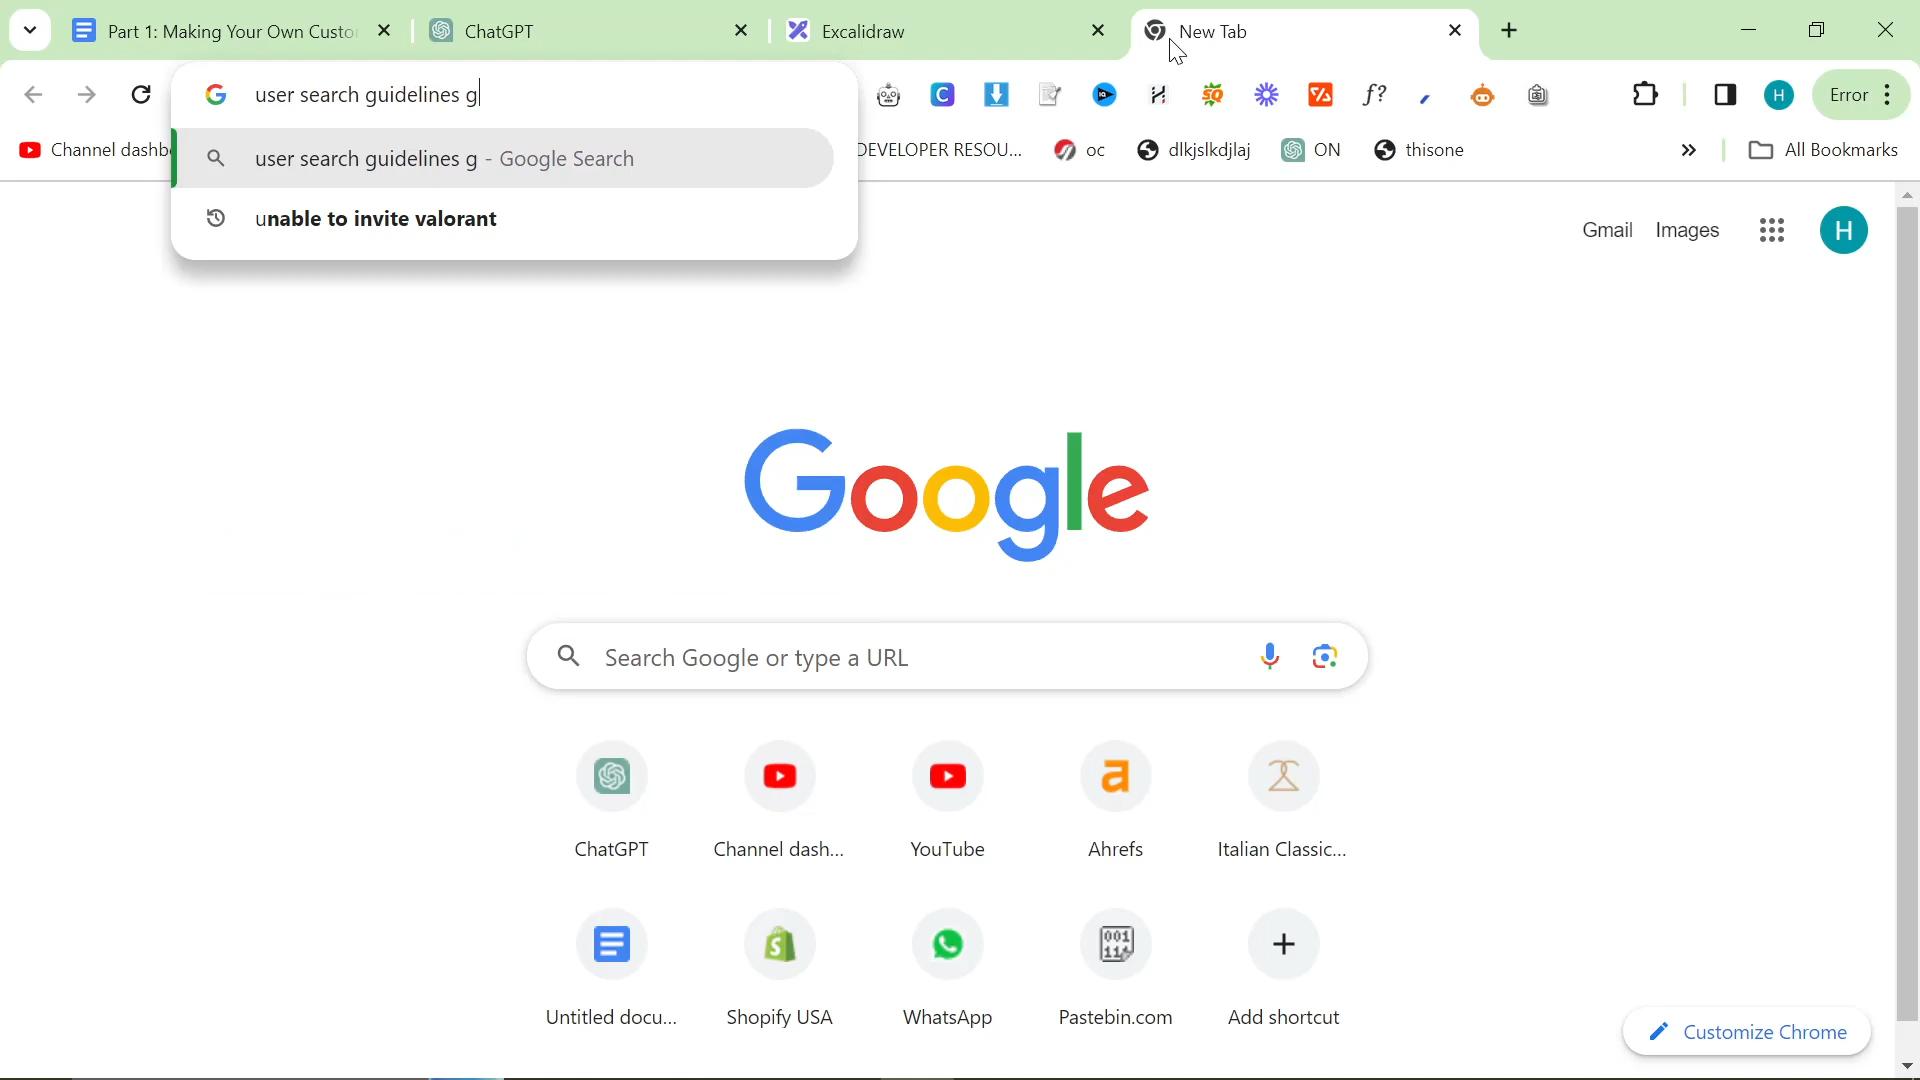 Part 1: Making Your Own Custo
ChatGPT
Excalidraw
New Tab
user search guidelines g
Error
Channel dashb
user search guidelines g - Google Search
DEVELOPER RESOU...
oc
dlkjslkdjlaj
ON
thisone
All Bookmarks
unable to invite valorant
Gmail
Images
H
Google
Search Google or type a URL
ChatGPT
Channel dash...
YouTube
Ahrefs
Italian Classic...
Untitled docu...
Shopify USA
WhatsApp
Pastebin.com
Add shortcut
Customize Chrome